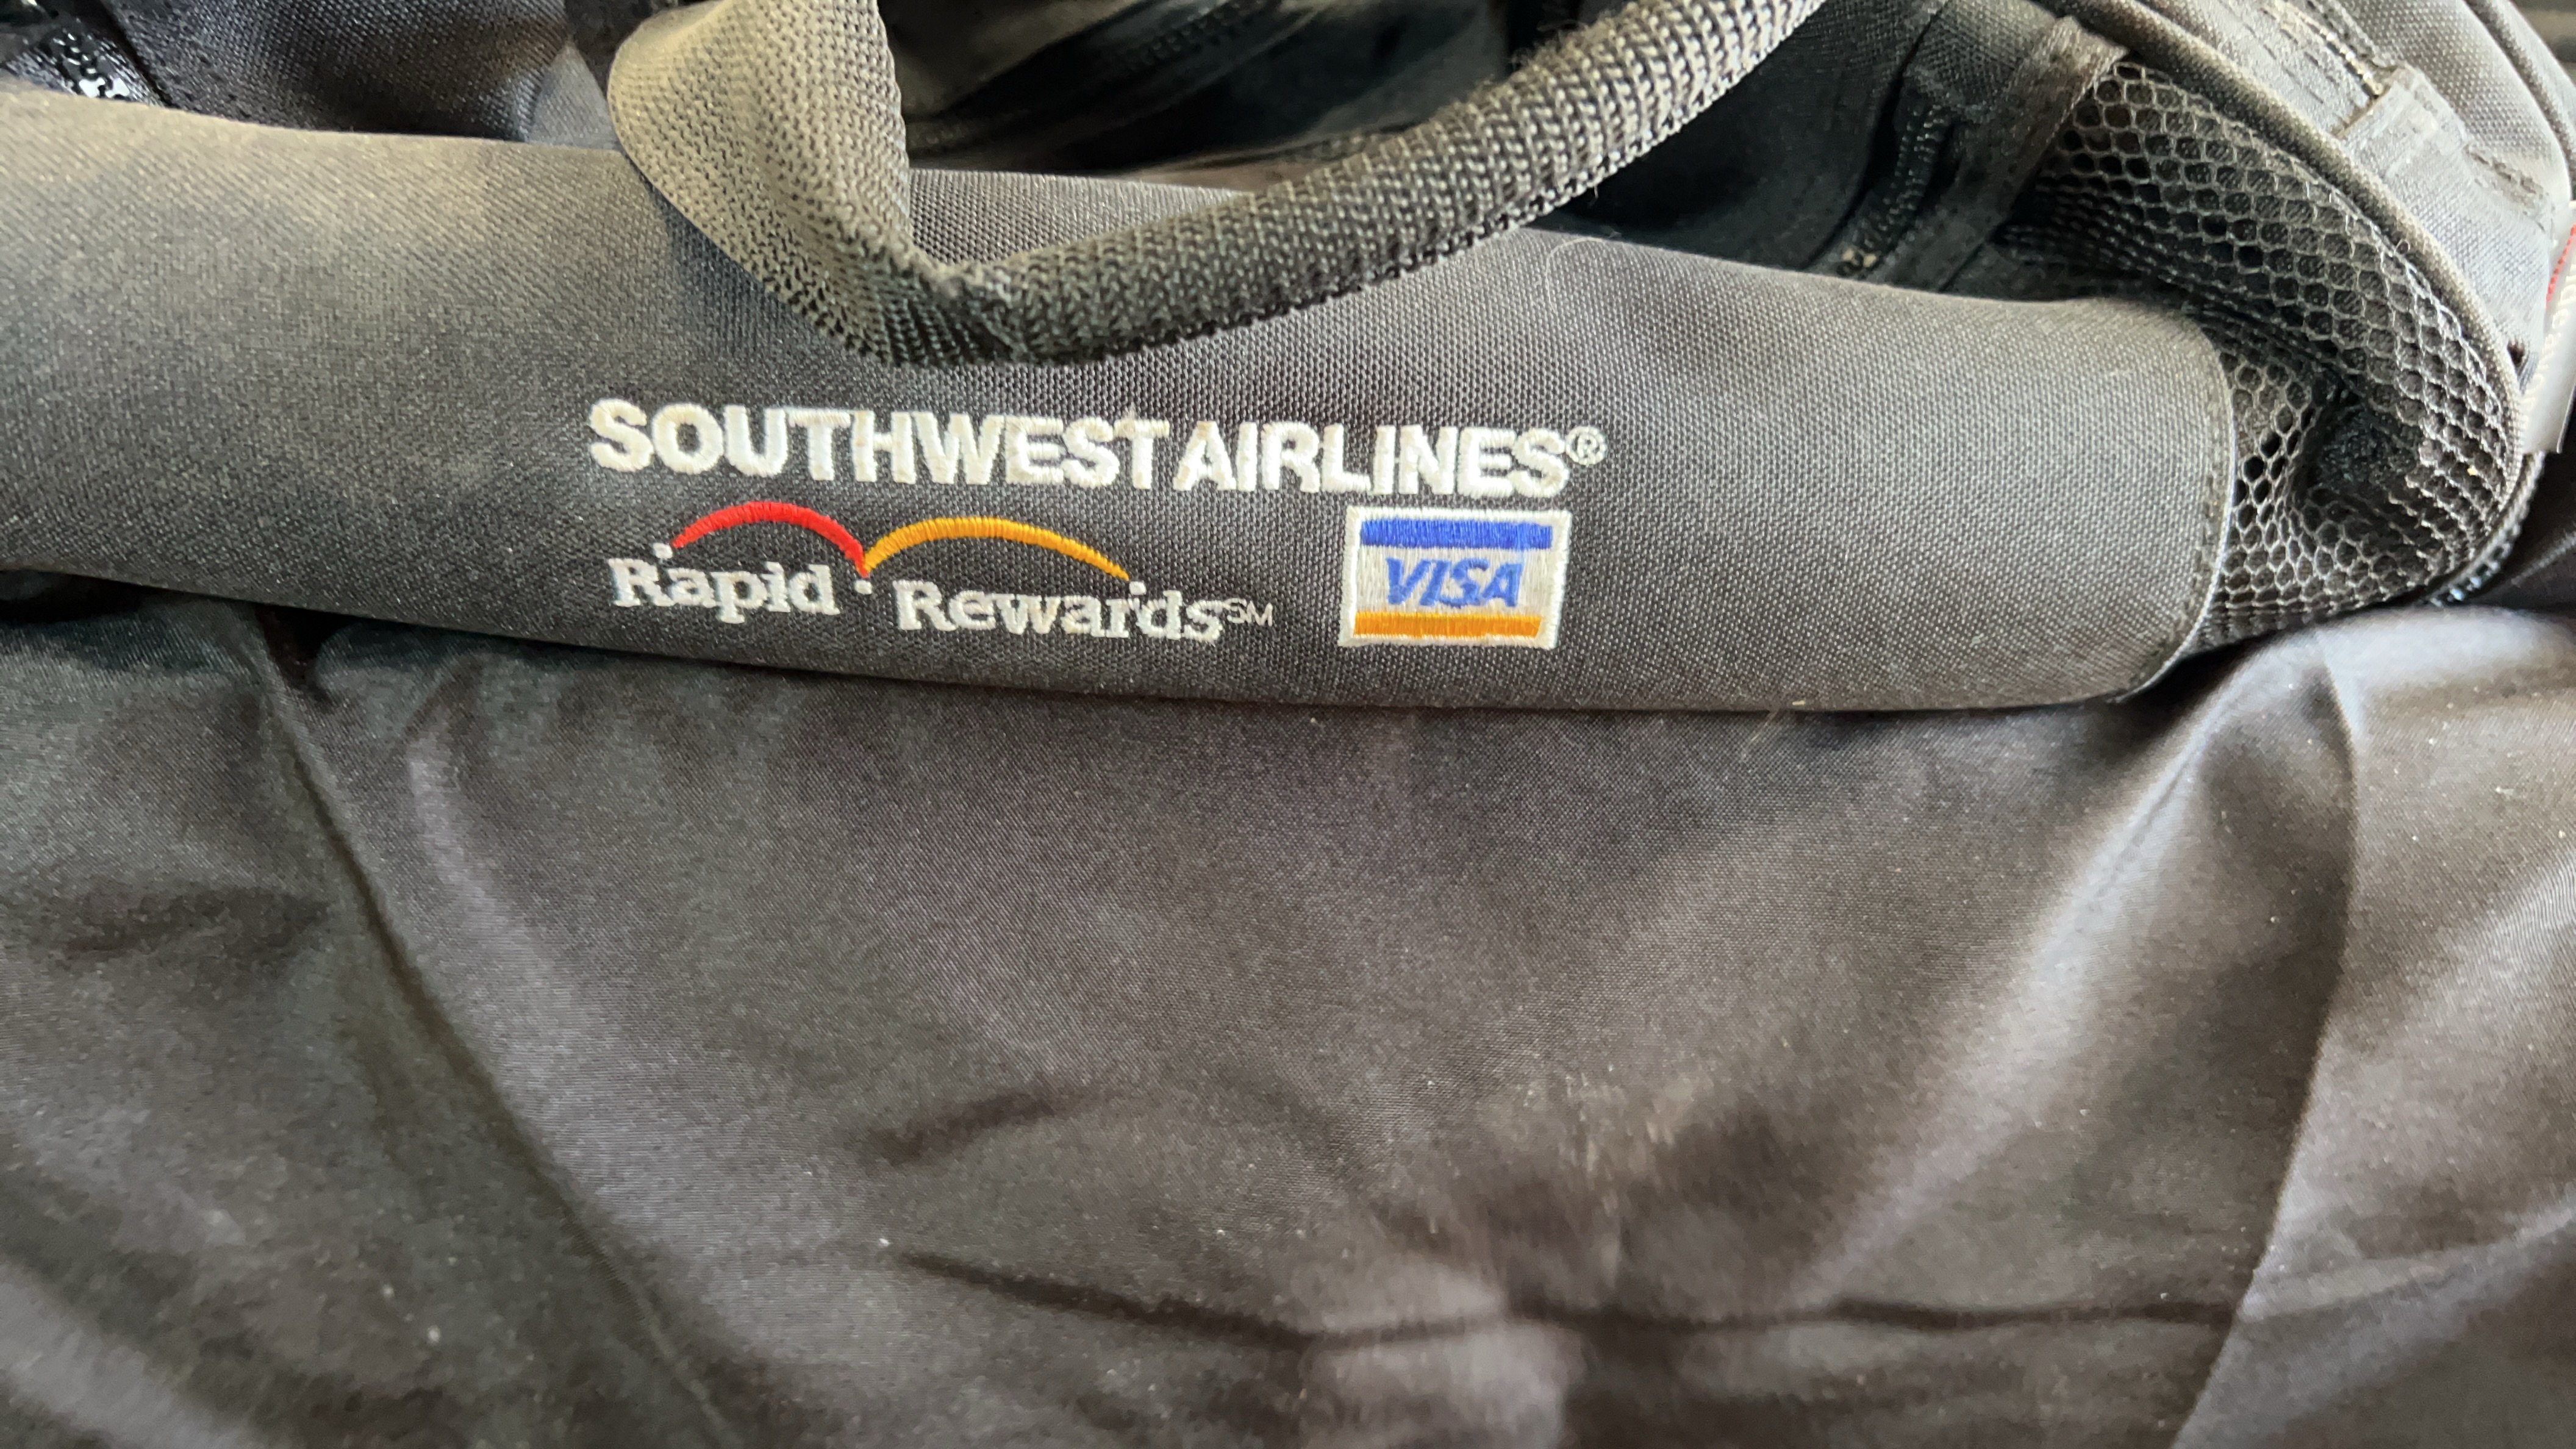 SOUTHWEST AIRLINES®
Rapid · Rewards℠
VISA